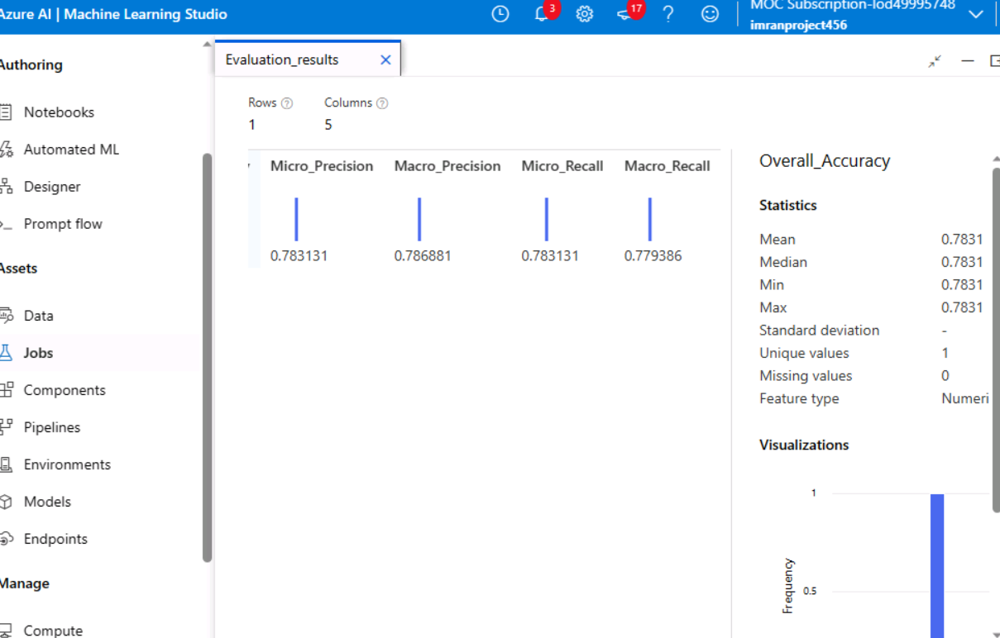 Azure AI | Machine Learning Studio
3
17
MOC Subscription-lod49995748
imranproject456
Authoring
Notebooks
Automated ML
Designer
Prompt flow
Assets
Data
Jobs
Components
Pipelines
Environments
Models
Endpoints
Manage
Compute
Evaluation_results
Rows
Columns
1
5
Micro_Precision Macro_Precision Micro_Recall Macro_Recall
0.783131 0.786881 0.783131 0.779386
Overall_Accuracy
Statistics
Mean 0.7831
Median 0.7831
Min 0.7831
Max 0.7831
Standard deviation -
Unique values 1
Missing values 0
Feature type Numeri
Visualizations
1
0.5
Frequency